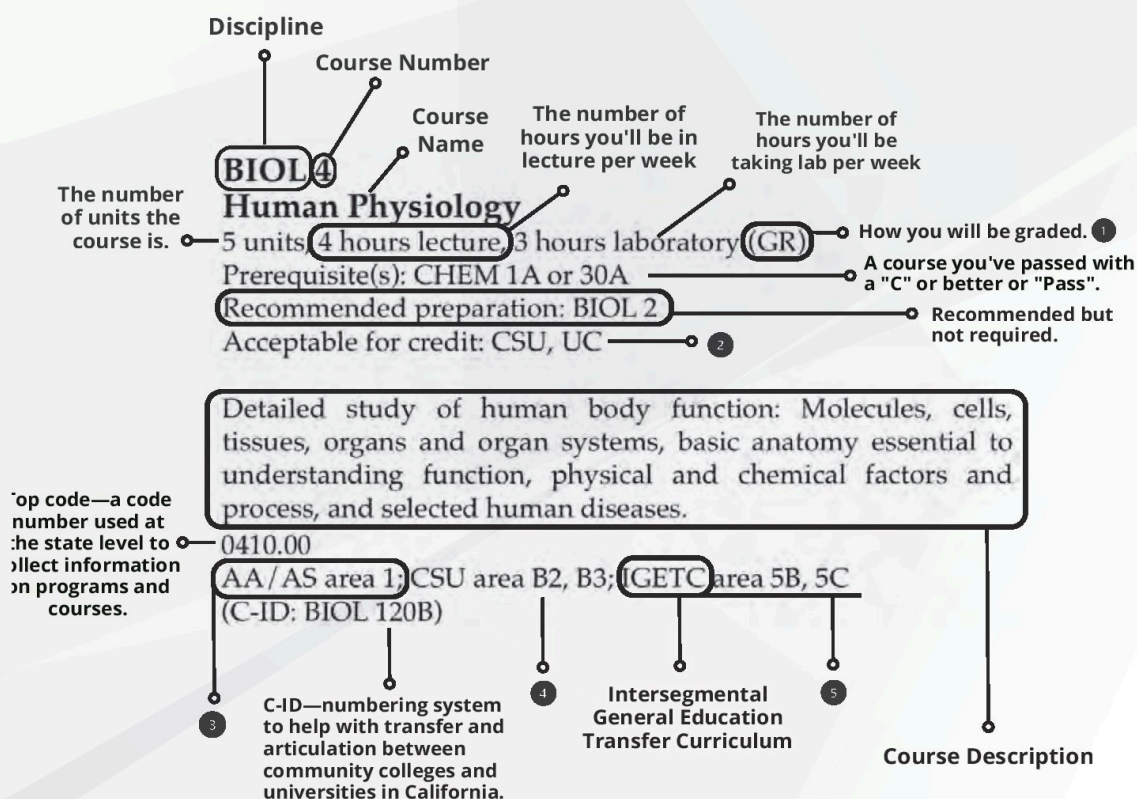 Discipline
Course Number
Course
Name
The number of
hours you'll be in
lecture per week
The number of
hours you'll be
taking lab per week
BIOL 4
The number
of units the
course is.
Human Physiology
5 units, 4 hours lecture, 3 hours laboratory (GR)
How you will be graded. 1
Prerequisite(s): CHEM 1A or 30A
A course you've passed with
a "C" or better or "Pass".
Recommended preparation: BIOL 2
Recommended but
not required.
Acceptable for credit: CSU, UC
2
Detailed study of human body function: Molecules, cells,
tissues, organs and organ systems, basic anatomy essential to
understanding function, physical and chemical factors and
process, and selected human diseases.
op code—a code
number used at
he state level to
ollect information
on programs and
courses.
0410.00
AA/AS area 1; CSU area B2, B3; IGETC area 5B, 5C
(C-ID: BIOL 120B)
3
C-ID—numbering system
to help with transfer and
articulation between
community colleges and
universities in California.
4
Intersegmental
General Education
Transfer Curriculum
5
Course Description